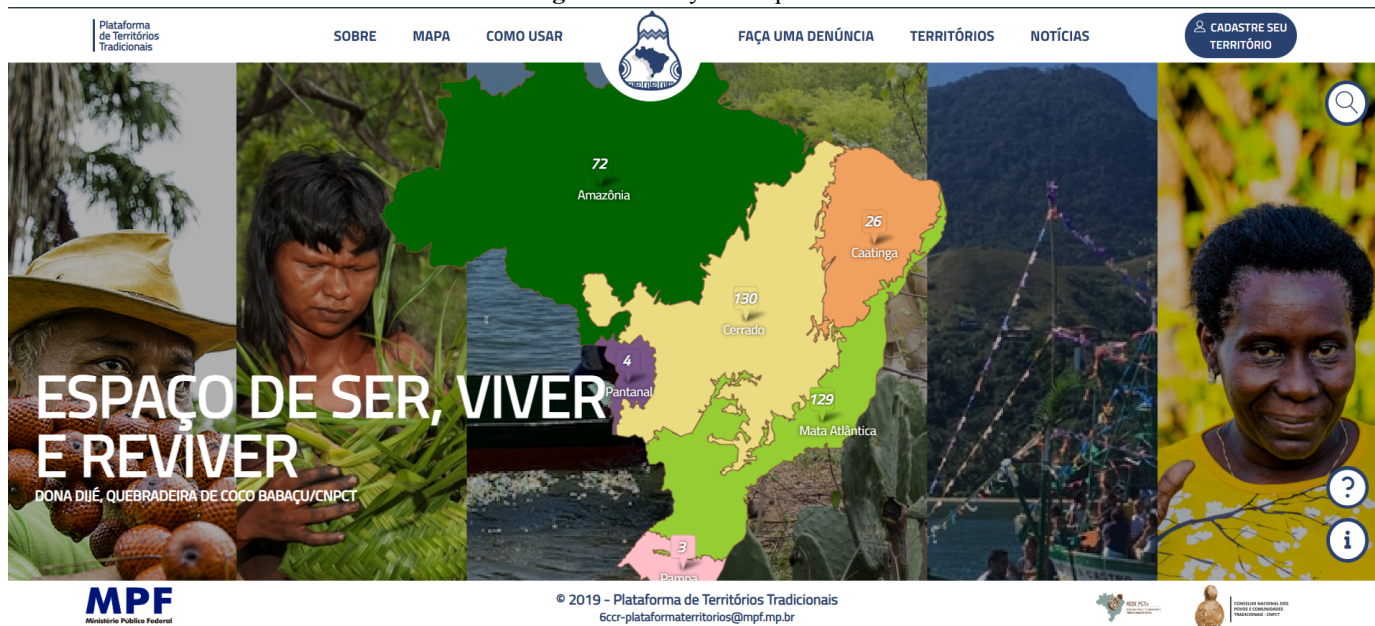 Plataforma
de Territórios
Tradicionais
SOBRE MAPA COMO USAR FAÇA UMA DENÚNCIA TERRITÓRIOS NOTÍCIAS
CADASTRE SEU
TERRITÓRIO
72
Amazônia
26
Caatinga
130
Cerrado
4
Pantanal
129
Mata Atlântica
3
Pampa
ESPAÇO DE SER, VIVER
E REVIVER
DONA DIJÉ, QUEBRADEIRA DE COCO BABAÇU/CNPCT
?
i
MPF
Ministério Público Federal
© 2019 - Plataforma de Territórios Tradicionais
6ccr-plataformaterritorios@mpf.mp.br
REDE PCTs
CONSELHO NACIONAL DOS
POVOS E COMUNIDADES
TRADICIONAIS - CNPCT